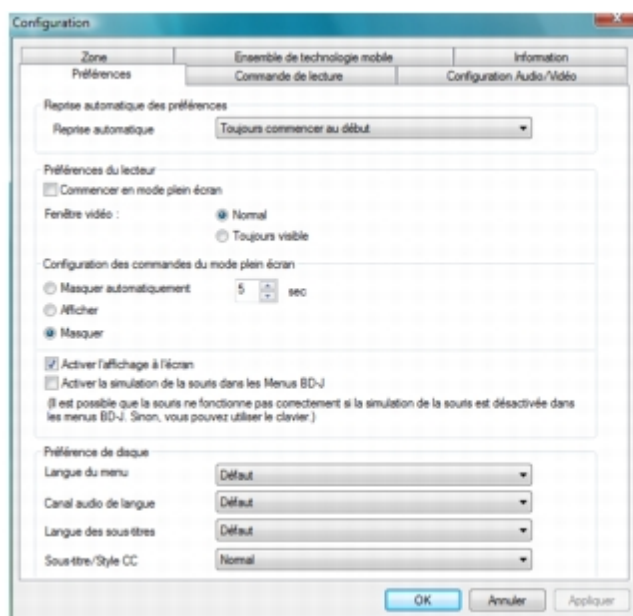 Configuration
Zone
Ensemble de technologie mobile
Information
Préférences
Commande de lecture
Configuration Audio/Vidéo
Reprise automatique des préférences
Reprise automatique
Toujours commencer au début
Préférences du lecteur
Commencer en mode plein écran
Fenêtre vidéo :
Normal
Toujours visible
Configuration des commandes du mode plein écran
Masquer automatiquement
5
sec
Afficher
Masquer
Activer l'affichage à l'écran
Activer la simulation de la souris dans les Menus BD-J
(Il est possible que la souris ne fonctionne pas correctement si la simulation de la souris est désactivée dans
les menus BD-J. Sinon, vous pouvez utiliser le clavier.)
Préférence de disque
Langue du menu
Défaut
Canal audio de langue
Défaut
Langue des sous-titres
Défaut
Sous-titre/Style CC
Normal
OK
Annuler
Appliquer